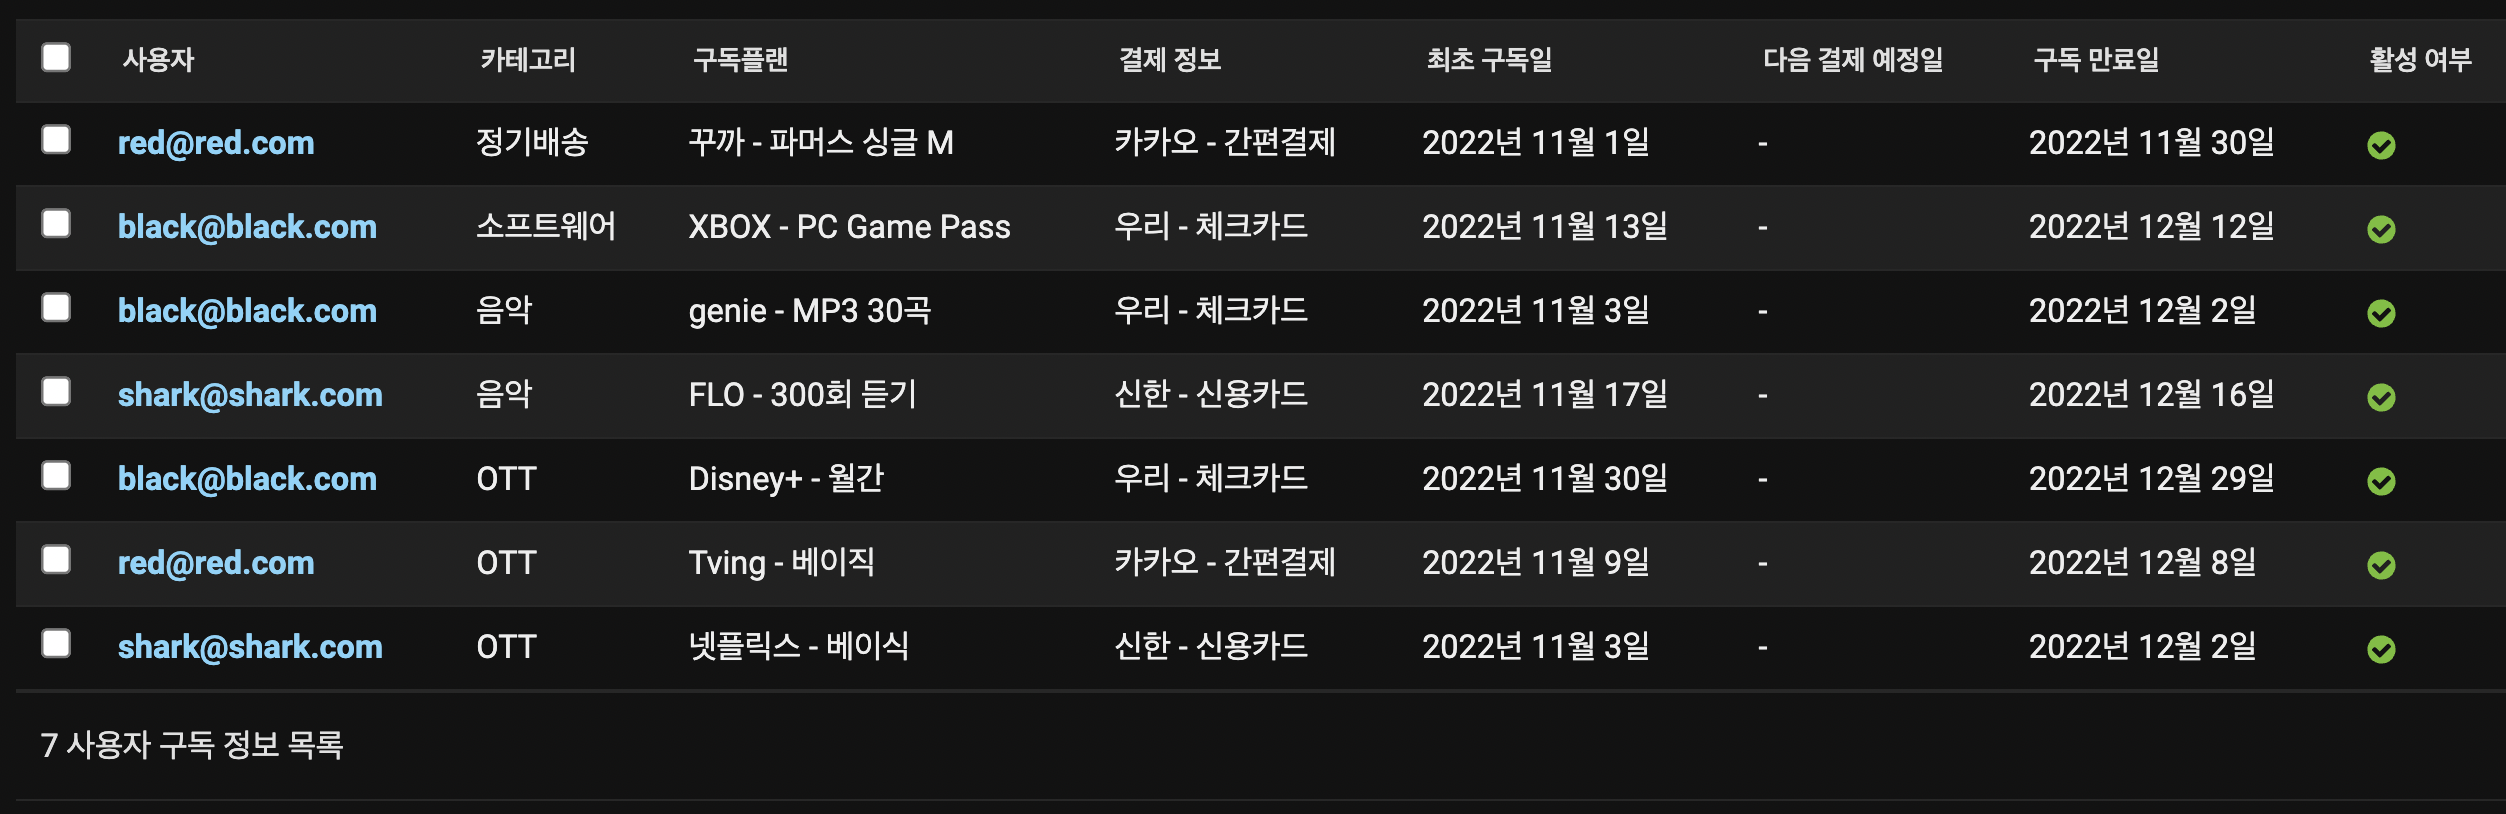 사용자 카테고리 구독플랜 결제 정보 최초 구독일 다음 결제 예정일 구독 만료일 활성 여부
red@red.com 정기배송 꾸까 - 파머스 싱글 M 카카오 - 간편결제 2022년 11월 1일 - 2022년 11월 30일
black@black.com 소프트웨어 XBOX - PC Game Pass 우리 - 체크카드 2022년 11월 13일 - 2022년 12월 12일
black@black.com 음악 genie - MP3 30곡 우리 - 체크카드 2022년 11월 3일 - 2022년 12월 2일
shark@shark.com 음악 FLO - 300회 듣기 신한 - 신용카드 2022년 11월 17일 - 2022년 12월 16일
black@black.com OTT Disney+ - 월간 우리 - 체크카드 2022년 11월 30일 - 2022년 12월 29일
red@red.com OTT Tving - 베이직 카카오 - 간편결제 2022년 11월 9일 - 2022년 12월 8일
shark@shark.com OTT 넷플릭스 - 베이식 신한 - 신용카드 2022년 11월 3일 - 2022년 12월 2일
7 사용자 구독 정보 목록